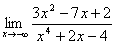 lim x→-∞ (3x² - 7x + 2)/(x⁴ + 2x - 4)